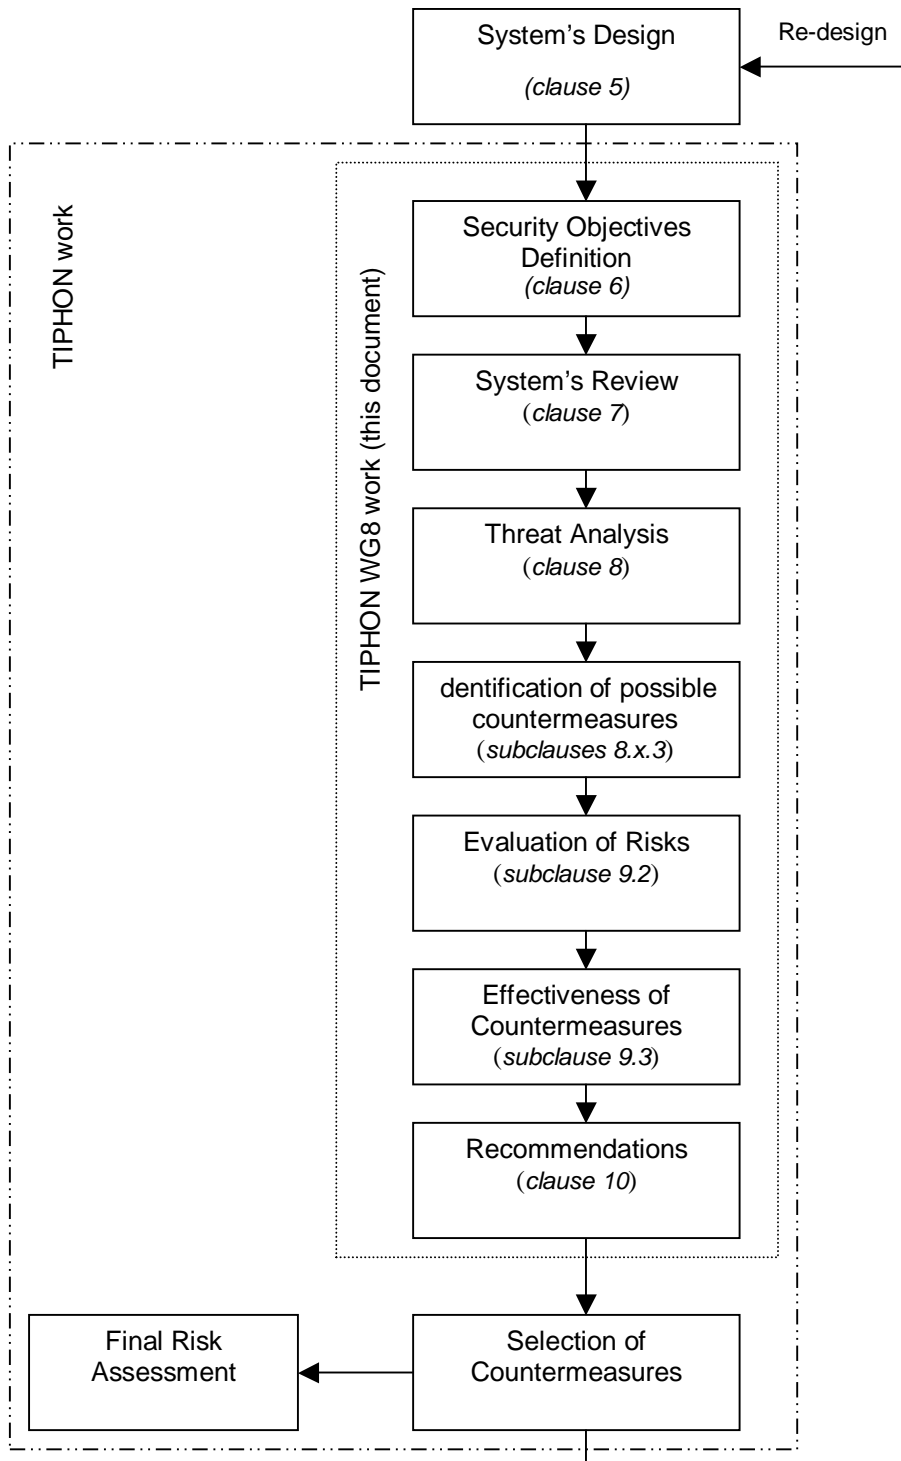 System's Design
(clause 5)
Re-design
TIPHON work
TIPHON WG8 work (this document)
Security Objectives
Definition
(clause 6)
System's Review
(clause 7)
Threat Analysis
(clause 8)
dentification of possible
countermeasures
(subclauses 8.x.3)
Evaluation of Risks
(subclause 9.2)
Effectiveness of
Countermeasures
(subclause 9.3)
Recommendations
(clause 10)
Final Risk
Assessment
Selection of
Countermeasures